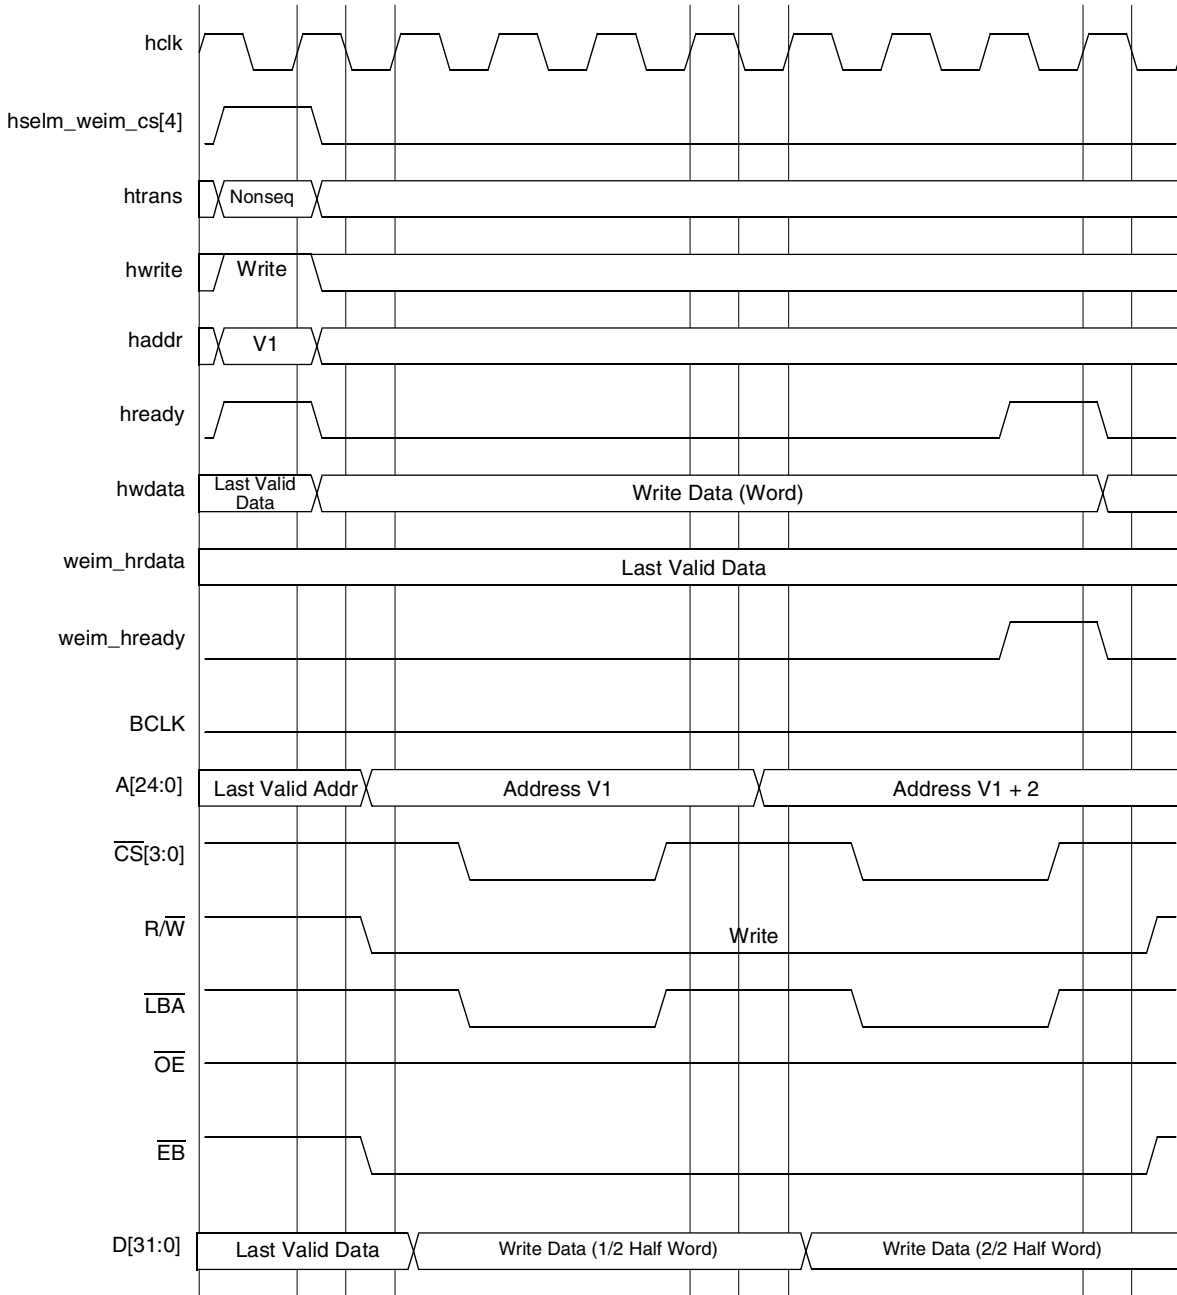 hclk
hselm_weim_cs[4]
htrans Nonseq
hwrite Write
haddr V1
hready
hwdata Last Valid Data Write Data (Word)
weim_hrdata Last Valid Data
weim_hready
BCLK
A[24:0] Last Valid Addr Address V1 Address V1 + 2
CS[3:0]
R/W Write
LBA
OE
EB
D[31:0] Last Valid Data Write Data (1/2 Half Word) Write Data (2/2 Half Word)